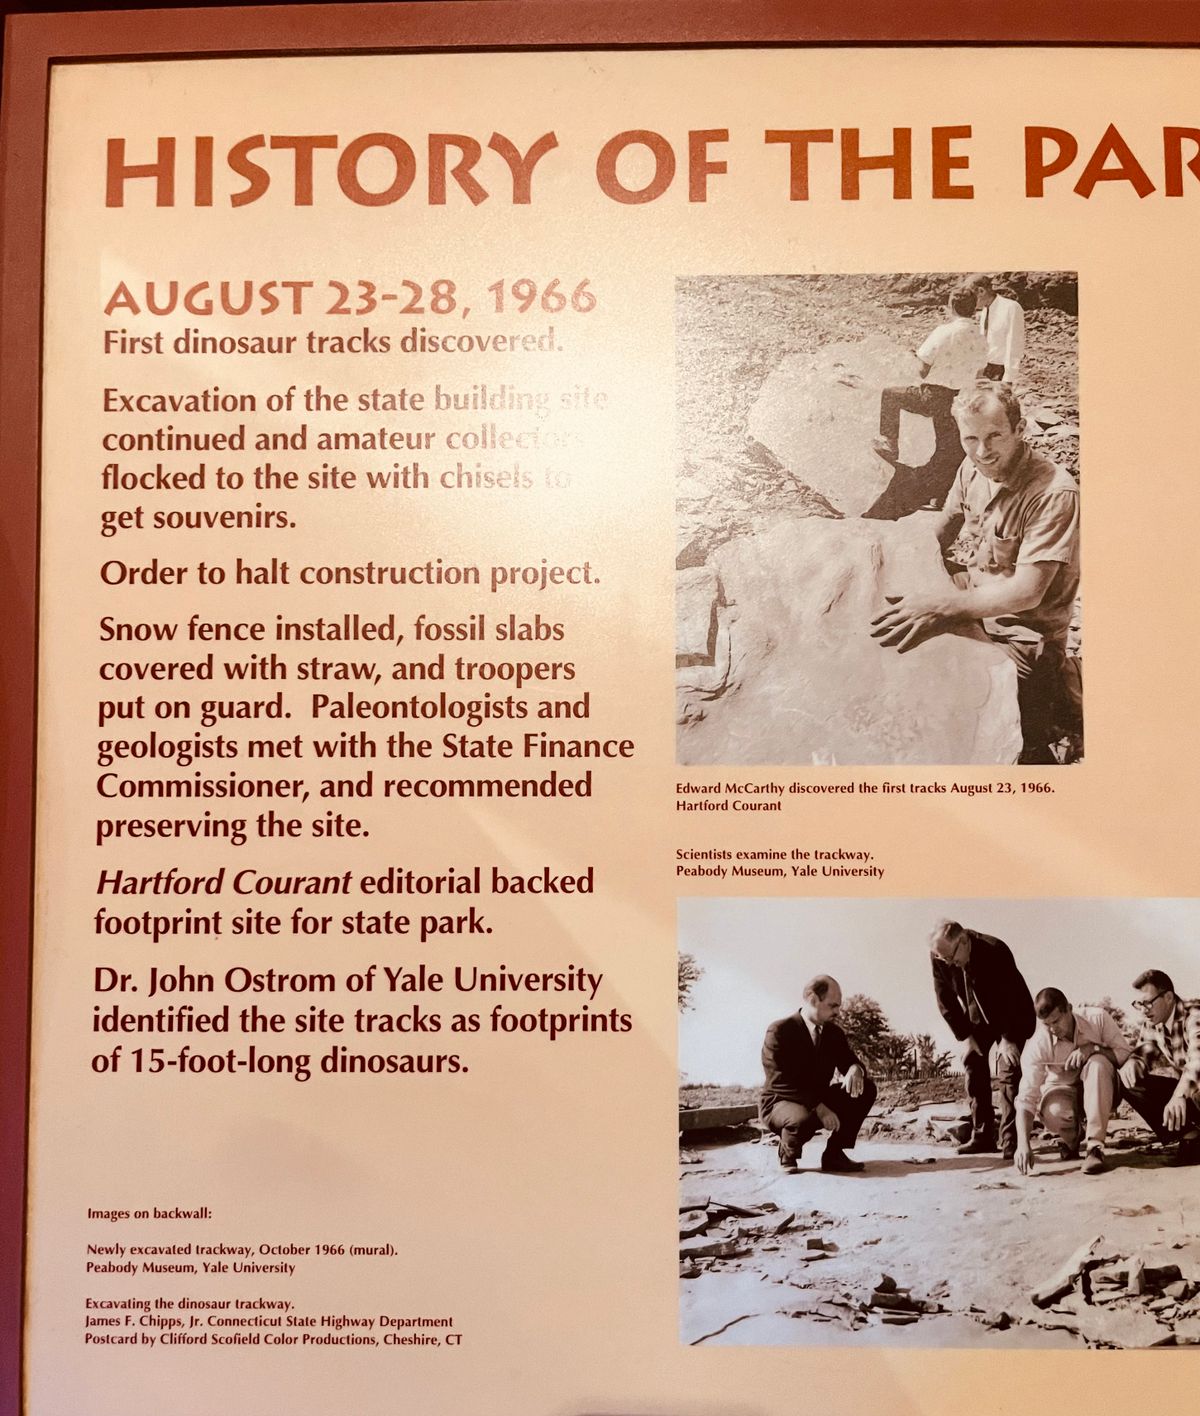 HISTORY OF THE PAR
AUGUST 23-28, 1966
First dinosaur tracks discovered.
Excavation of the state building site
continued and amateur collectors
flocked to the site with chisels to
get souvenirs.
Order to halt construction project.
Snow fence installed, fossil slabs
covered with straw, and troopers
put on guard.  Paleontologists and
geologists met with the State Finance
Commissioner, and recommended
preserving the site.
Hartford Courant editorial backed
footprint site for state park.
Dr. John Ostrom of Yale University
identified the site tracks as footprints
of 15-foot-long dinosaurs.
Images on backwall:
Newly excavated trackway, October 1966 (mural).
Peabody Museum, Yale University
Excavating the dinosaur trackway.
James F. Chipps, Jr. Connecticut State Highway Department
Postcard by Clifford Scofield Color Productions, Cheshire, CT
Edward McCarthy discovered the first tracks August 23, 1966.
Hartford Courant
Scientists examine the trackway.
Peabody Museum, Yale University